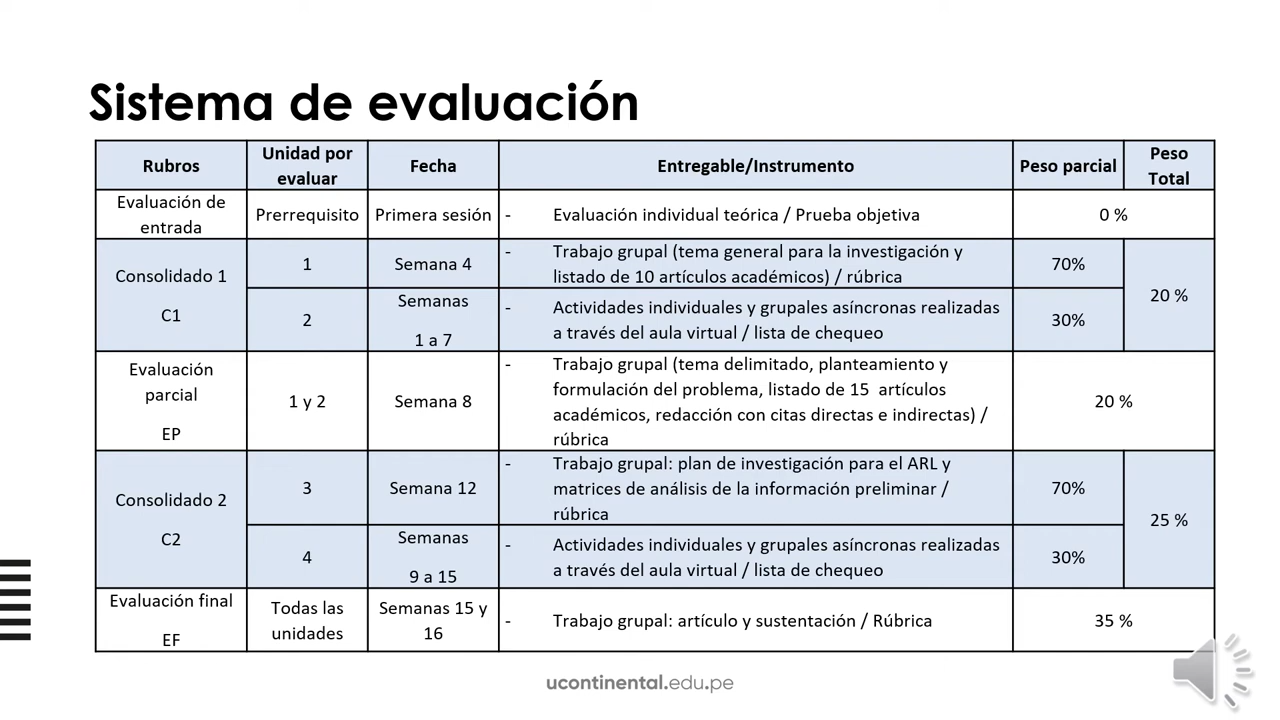 Sistema de evaluación
Rubros
Unidad por
evaluar
Fecha
Entregable/Instrumento
Peso parcial
Peso
Total
Evaluación de
entrada
Prerrequisito
Primera sesión
- Evaluación individual teórica / Prueba objetiva
0 %
Consolidado 1
C1
1
Semana 4
- Trabajo grupal (tema general para la investigación y
listado de 10 artículos académicos) / rúbrica
70%
20 %
2
Semanas
1 a 7
- Actividades individuales y grupales asíncronas realizadas
a través del aula virtual / lista de chequeo
30%
Evaluación
parcial
EP
1 y 2
Semana 8
- Trabajo grupal (tema delimitado, planteamiento y
formulación del problema, listado de 15 artículos
académicos, redacción con citas directas e indirectas) /
rúbrica
20 %
Consolidado 2
C2
3
Semana 12
- Trabajo grupal: plan de investigación para el ARL y
matrices de análisis de la información preliminar /
rúbrica
70%
25 %
4
Semanas
9 a 15
- Actividades individuales y grupales asíncronas realizadas
a través del aula virtual / lista de chequeo
30%
Evaluación final
EF
Todas las
unidades
Semanas 15 y
16
- Trabajo grupal: artículo y sustentación / Rúbrica
35 %
ucontinental.edu.pe